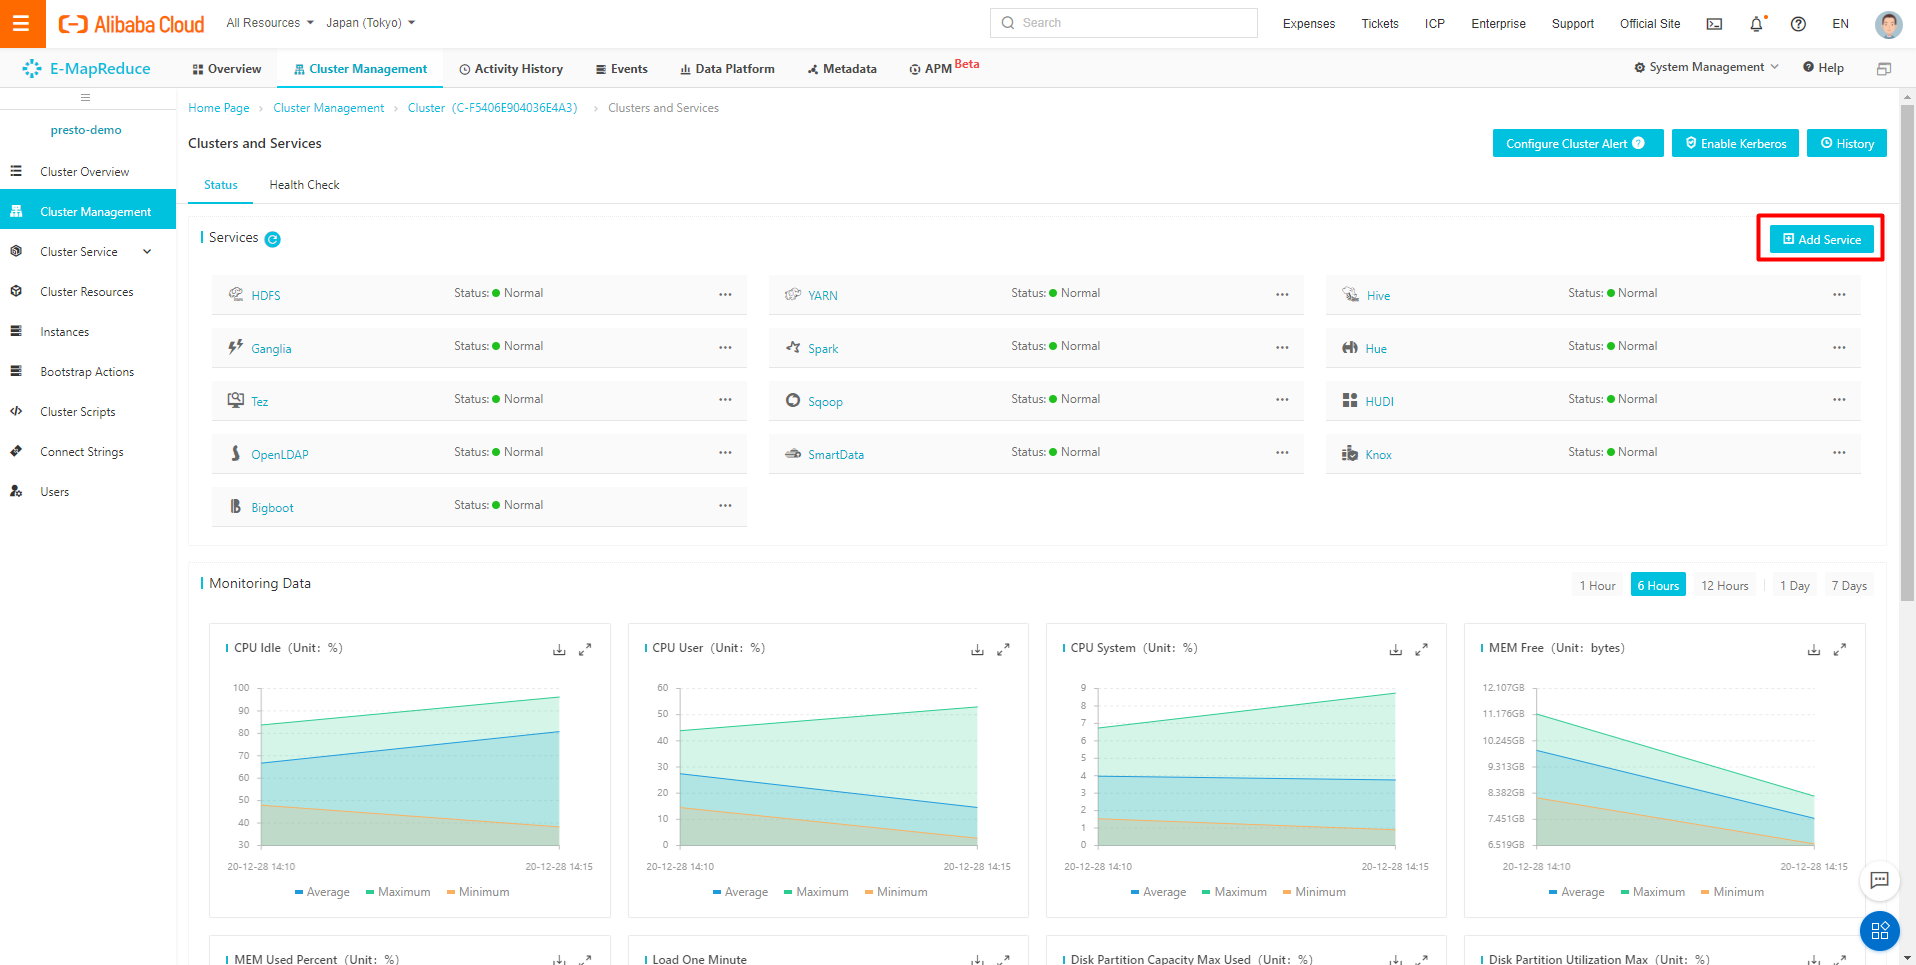 Alibaba Cloud All Resources Japan (Tokyo) Search Expenses Tickets ICP Enterprise Support Official Site EN
E-MapReduce Overview Cluster Management Activity History Events Data Platform Metadata APM Beta System Management Help
Home Page > Cluster Management > Cluster (C-F5406E904036E4A3) > Clusters and Services
presto-demo
Cluster Overview
Cluster Management
Cluster Service
Cluster Resources
Instances
Bootstrap Actions
Cluster Scripts
Connect Strings
Users
Clusters and Services Configure Cluster Alert ? Enable Kerberos History
Status Health Check
Services Add Service
HDFS Status: Normal ··· YARN Status: Normal ··· Hive Status: Normal ···
Ganglia Status: Normal ··· Spark Status: Normal ··· Hue Status: Normal ···
Tez Status: Normal ··· Sqoop Status: Normal ··· HUDI Status: Normal ···
OpenLDAP Status: Normal ··· SmartData Status: Normal ··· Knox Status: Normal ···
Bigboot Status: Normal ···
Monitoring Data 1 Hour 6 Hours 12 Hours 1 Day 7 Days
CPU Idle (Unit: %)
100
90
80
70
60
50
40
30
20-12-28 14:10 20-12-28 14:15
Average Maximum Minimum
CPU User (Unit: %)
60
50
40
30
20
10
0
20-12-28 14:10 20-12-28 14:15
Average Maximum Minimum
CPU System (Unit: %)
9
8
7
6
5
4
3
2
1
0
20-12-28 14:10 20-12-28 14:15
Average Maximum Minimum
MEM Free (Unit: bytes)
12.107GB
11.176GB
10.245GB
9.313GB
8.382GB
7.451GB
6.519GB
20-12-28 14:10 20-12-28 14:15
Average Maximum Minimum
MEM Used Percent (Unit: %) Load One Minute Disk Partition Capacity Max Used (Unit: %) Disk Partition Utilization Max (Unit: %)